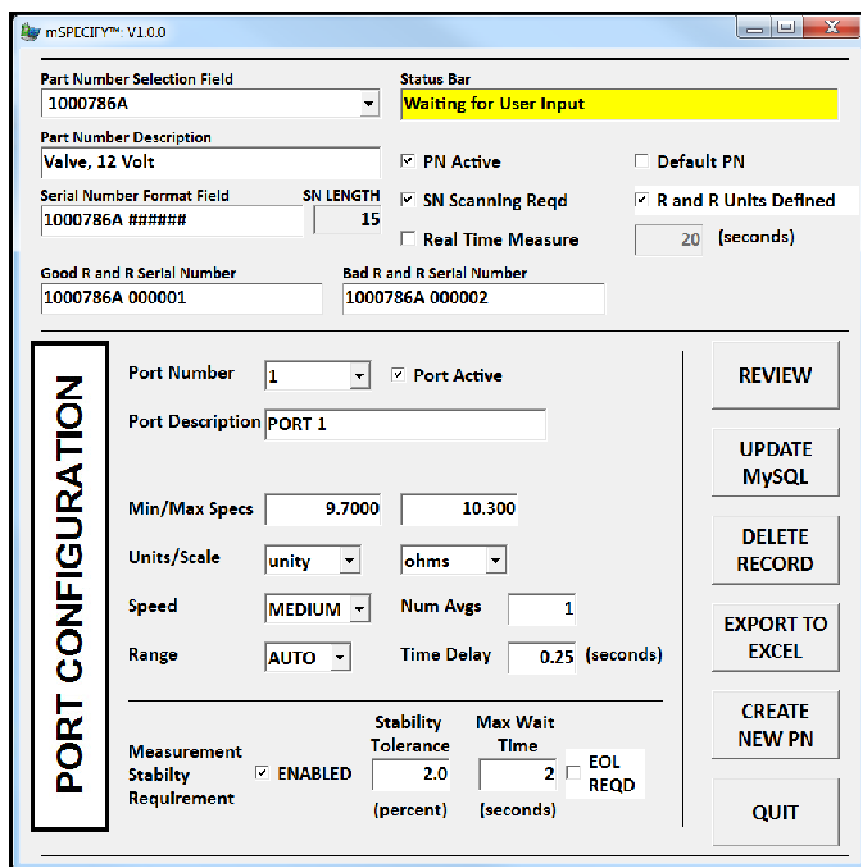 mSPECIFY™: V1.0.0
Part Number Selection Field
Status Bar
1000786A
Waiting for User Input
Part Number Description
Valve, 12 Volt
PN Active
Default PN
Serial Number Format Field
SN LENGTH
SN Scanning Reqd
R and R Units Defined
1000786A ######
15
Real Time Measure
20 (seconds)
Good R and R Serial Number
Bad R and R Serial Number
1000786A 000001
1000786A 000002
PORT CONFIGURATION
Port Number
1
Port Active
Port Description
PORT 1
Min/Max Specs
9.7000
10.300
Units/Scale
unity
ohms
Speed
MEDIUM
Num Avgs
1
Range
AUTO
Time Delay
0.25 (seconds)
Measurement
Stabilty
Requirement
ENABLED
Stability
Tolerance
2.0
(percent)
Max Wait
Time
2
(seconds)
EOL
REQD
REVIEW
UPDATE
MySQL
DELETE
RECORD
EXPORT TO
EXCEL
CREATE
NEW PN
QUIT